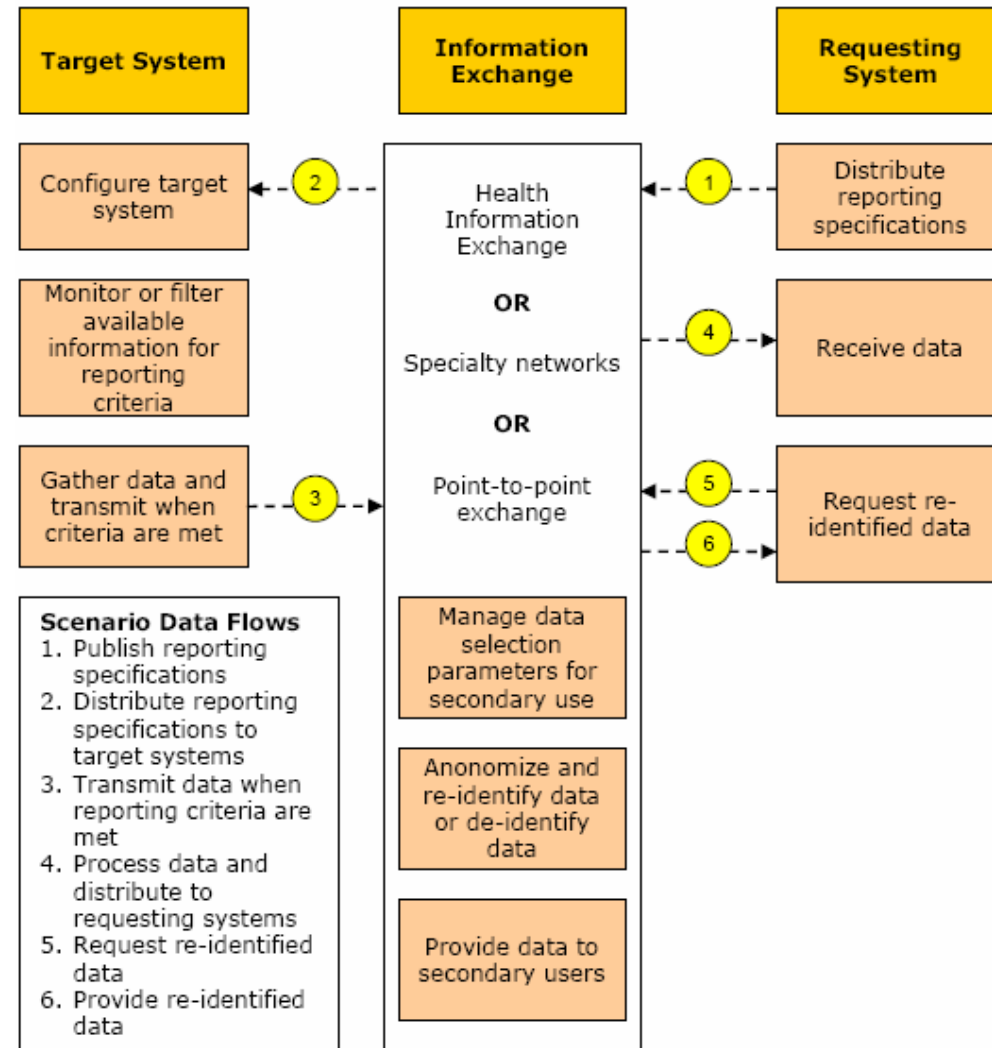 Target System
Information
Exchange
Requesting
System
Configure target
system
2
Health
Information
Exchange
1
Distribute
reporting
specifications
Monitor or filter
available
information for
reporting
criteria
OR
Specialty networks
OR
4
Receive data
Gather data and
transmit when
criteria are met
3
Point-to-point
exchange
5
6
Request re-
identified data
Scenario Data Flows
1. Publish reporting
specifications
2. Distribute reporting
specifications to
target systems
3. Transmit data when
reporting criteria are
met
4. Process data and
distribute to
requesting systems
5. Request re-identified
data
6. Provide re-identified
data
Manage data
selection
parameters for
secondary use
Anonomize and
re-identify data
or de-identify
data
Provide data to
secondary users